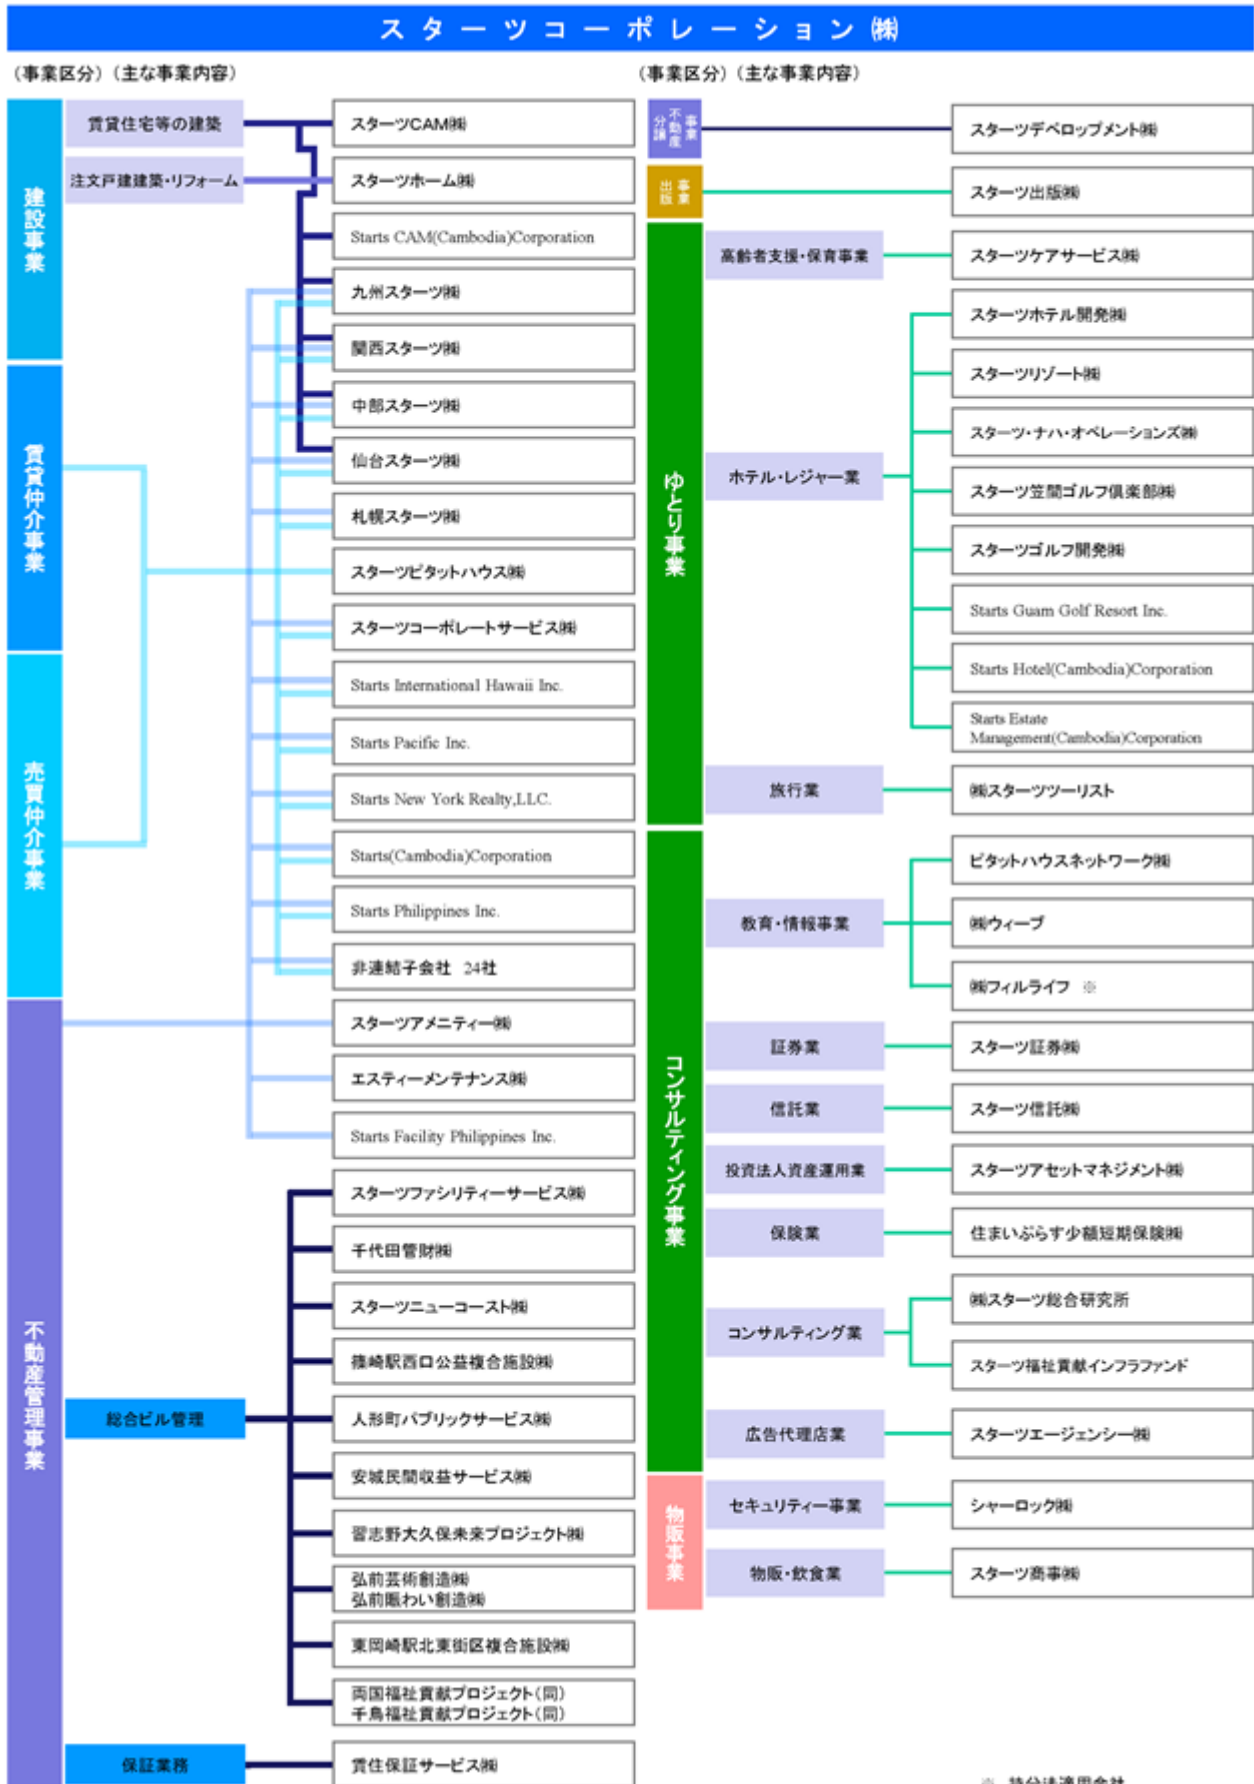 スターツコーポレーション㈱
(事業区分)(主な事業内容)
建設事業
賃貸住宅等の建築
注文戸建建築・リフォーム
賃貸仲介事業
売買仲介事業
不動産管理事業
総合ビル管理
保証業務
スターツCAM㈱
スターツホーム㈱
Starts CAM(Cambodia)Corporation
九州スターツ㈱
関西スターツ㈱
中部スターツ㈱
仙台スターツ㈱
札幌スターツ㈱
スターツピタットハウス㈱
スターツコーポレートサービス㈱
Starts International Hawaii Inc.
Starts Pacific Inc.
Starts New York Realty,LLC.
Starts(Cambodia)Corporation
Starts Philippines Inc.
非連結子会社 24社
スターツアメニティー㈱
エスティーメンテナンス㈱
Starts Facility Philippines Inc.
スターツファシリティーサービス㈱
千代田管財㈱
スターツニューコースト㈱
篠崎駅西口公益複合施設㈱
人形町パブリックサービス㈱
安城民間収益サービス㈱
習志野大久保未来プロジェクト㈱
弘前芸術創造㈱
弘前賑わい創造㈱
東岡崎駅北東街区複合施設㈱
両国福祉貢献プロジェクト(同)
千鳥福祉貢献プロジェクト(同)
賃住保証サービス㈱
(事業区分)(主な事業内容)
不動産分譲事業
スターツデベロップメント㈱
出版事業
スターツ出版㈱
ゆとり事業
高齢者支援・保育事業
スターツケアサービス㈱
ホテル・レジャー業
スターツホテル開発㈱
スターツリゾート㈱
スターツ・ナハ・オペレーションズ㈱
スターツ笠間ゴルフ倶楽部㈱
スターツゴルフ開発㈱
Starts Guam Golf Resort Inc.
Starts Hotel(Cambodia)Corporation
Starts Estate
Management(Cambodia)Corporation
旅行業
㈱スターツツーリスト
コンサルティング事業
教育・情報事業
ピタットハウスネットワーク㈱
㈱ウィーブ
㈱フィルライフ ※
証券業
スターツ証券㈱
信託業
スターツ信託㈱
投資法人資産運用業
スターツアセットマネジメント㈱
保険業
住まいぷらす少額短期保険㈱
コンサルティング業
㈱スターツ総合研究所
スターツ福祉貢献インフラファンド
広告代理店業
スターツエージェンシー㈱
物販事業
セキュリティー事業
シャーロック㈱
物販・飲食業
スターツ商事㈱
※ 持分法適用会社